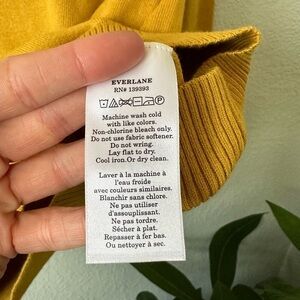 EVERLANE
RN# 139393
Machine wash cold
with like colors.
Non-chlorine bleach only.
Do not use fabric softener.
Do not wring.
Lay flat to dry.
Cool iron. Or dry clean.
Laver à la machine à
l'eau froide
avec couleurs similaires.
Blanchir sans chlore.
Ne pas utiliser
d'assouplissant.
Ne pas tordre.
Sécher à plat.
Repasser à fer bas.
Ou nettoyer à sec.